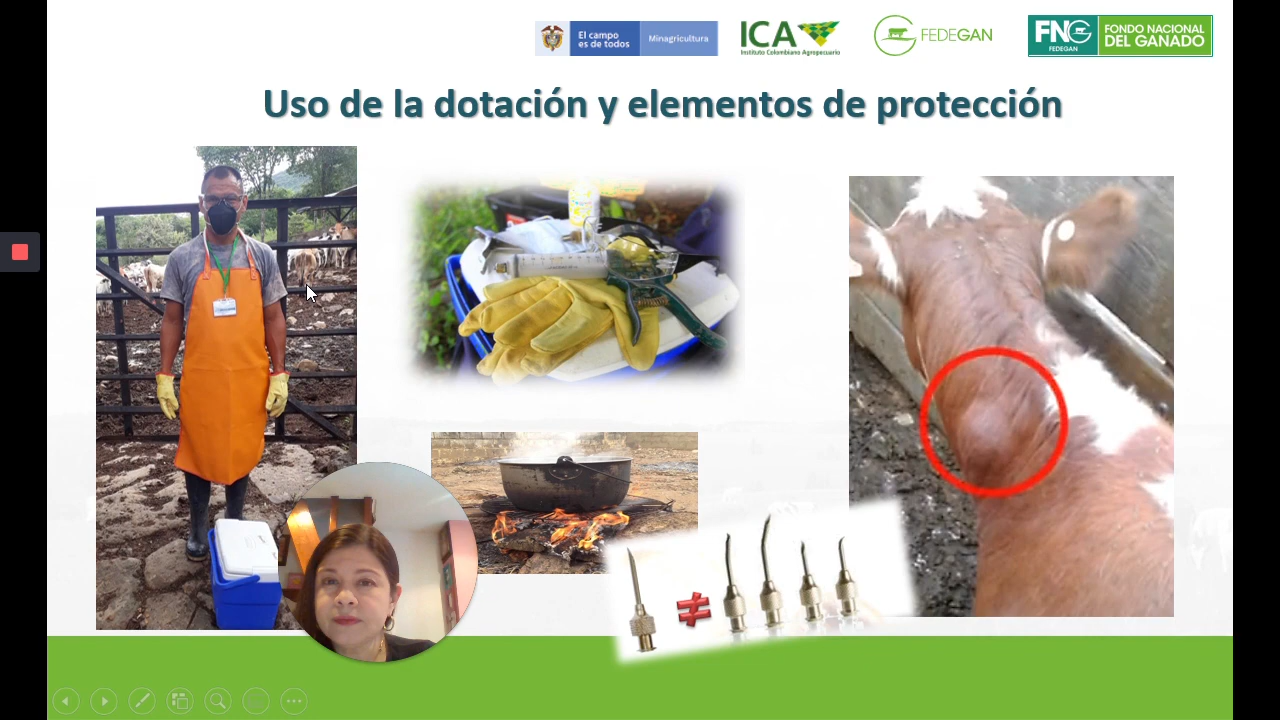 El campo
es de todos
Minagricultura
ICA
Instituto Colombiano Agropecuario
FEDEGAN
FNG
FEDEGAN
FONDO NACIONAL
DEL GANADO
Uso de la dotación y elementos de protección
≠